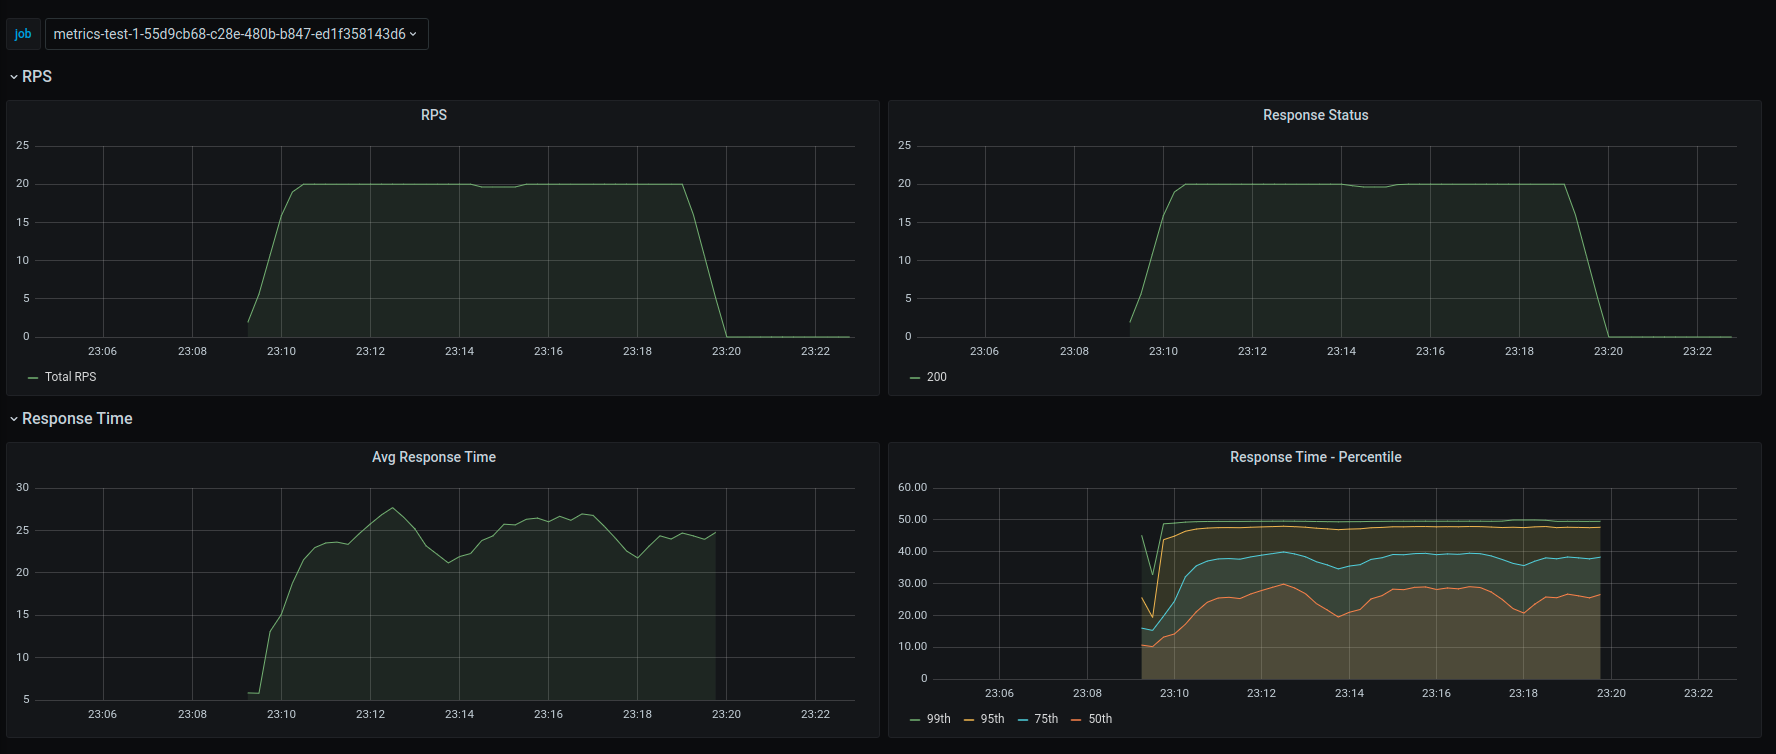 job metrics-test-1-55d9cb68-c28e-480b-b847-ed1f358143d6
RPS
RPS
25
20
15
10
5
0
23:06 23:08 23:10 23:12 23:14 23:16 23:18 23:20 23:22
Total RPS
Response Status
25
20
15
10
5
0
23:06 23:08 23:10 23:12 23:14 23:16 23:18 23:20 23:22
200
Response Time
Avg Response Time
30
25
20
15
10
5
23:06 23:08 23:10 23:12 23:14 23:16 23:18 23:20 23:22
Response Time - Percentile
60.00
50.00
40.00
30.00
20.00
10.00
0
23:06 23:08 23:10 23:12 23:14 23:16 23:18 23:20 23:22
99th 95th 75th 50th